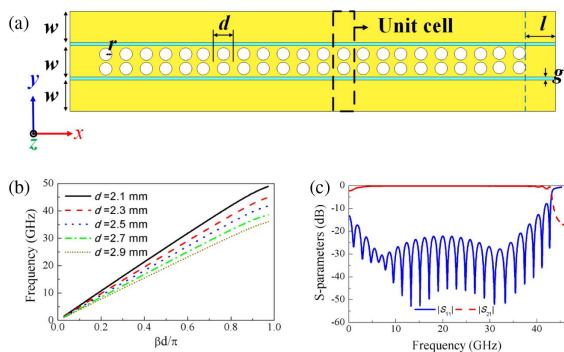 (a)
w
w
w
r
d
Unit cell
l
g
y
z
x
(b)
Frequency (GHz)
50
40
30
20
10
0
d =2.1 mm
d =2.3 mm
d =2.5 mm
d =2.7 mm
d =2.9 mm
0.0 0.2 0.4 0.6 0.8 1.0
βd/π
(c)
S-parameters (dB)
0
-10
-20
-30
-40
-50
-60
|S₁₁| |S₂₁|
0 10 20 30 40
Frequency (GHz)